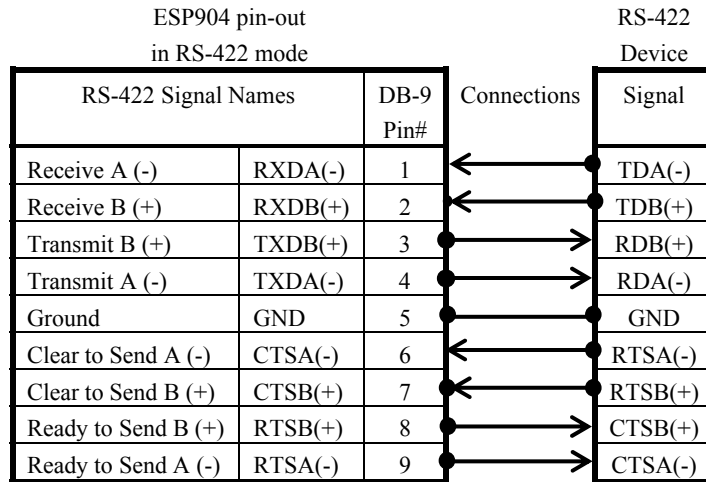 ESP904 pin-out RS-422
in RS-422 mode Device
RS-422 Signal Names DB-9 Connections Signal
Pin#
Receive A (-) RXDA(-) 1 TDA(-)
Receive B (+) RXDB(+) 2 TDB(+)
Transmit B (+) TXDB(+) 3 RDB(+)
Transmit A (-) TXDA(-) 4 RDA(-)
Ground GND 5 GND
Clear to Send A (-) CTSA(-) 6 RTSA(-)
Clear to Send B (+) CTSB(+) 7 RTSB(+)
Ready to Send B (+) RTSB(+) 8 CTSB(+)
Ready to Send A (-) RTSA(-) 9 CTSA(-)